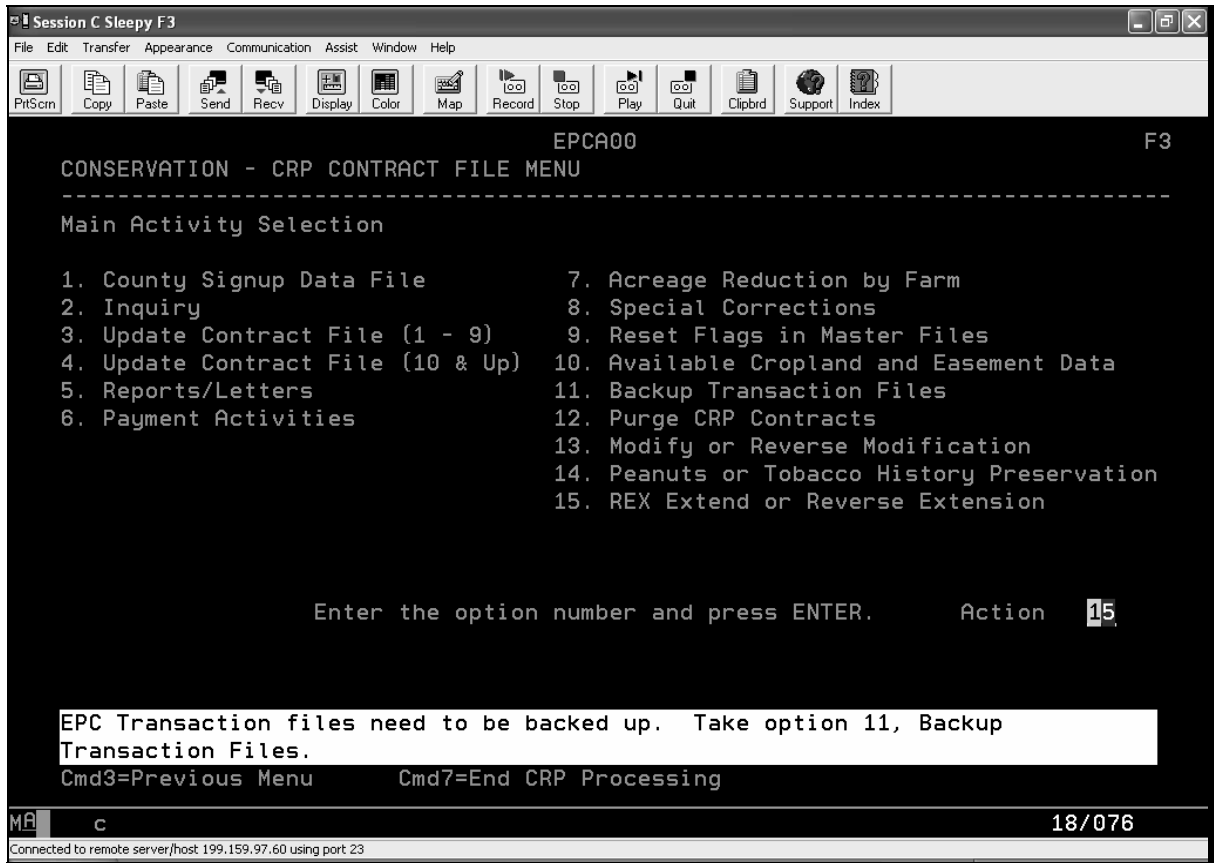 Session C Sleepy F3
File Edit Transfer Appearance Communication Assist Window Help
PrtScrn Copy Paste Send Recv Display Color Map Record Stop Play Quit Clipbrd Support Index
EPCA00 F3
CONSERVATION - CRP CONTRACT FILE MENU
--------------------------------------------------------------------------------
Main Activity Selection
1. County Signup Data File 7. Acreage Reduction by Farm
2. Inquiry 8. Special Corrections
3. Update Contract File (1 - 9) 9. Reset Flags in Master Files
4. Update Contract File (10 & Up) 10. Available Cropland and Easement Data
5. Reports/Letters 11. Backup Transaction Files
6. Payment Activities 12. Purge CRP Contracts
13. Modify or Reverse Modification
14. Peanuts or Tobacco History Preservation
15. REX Extend or Reverse Extension
Enter the option number and press ENTER. Action 15
EPC Transaction files need to be backed up. Take option 11, Backup
Transaction Files.
Cmd3=Previous Menu Cmd7=End CRP Processing
MA c 18/076
Connected to remote server/host 199.159.97.60 using port 23